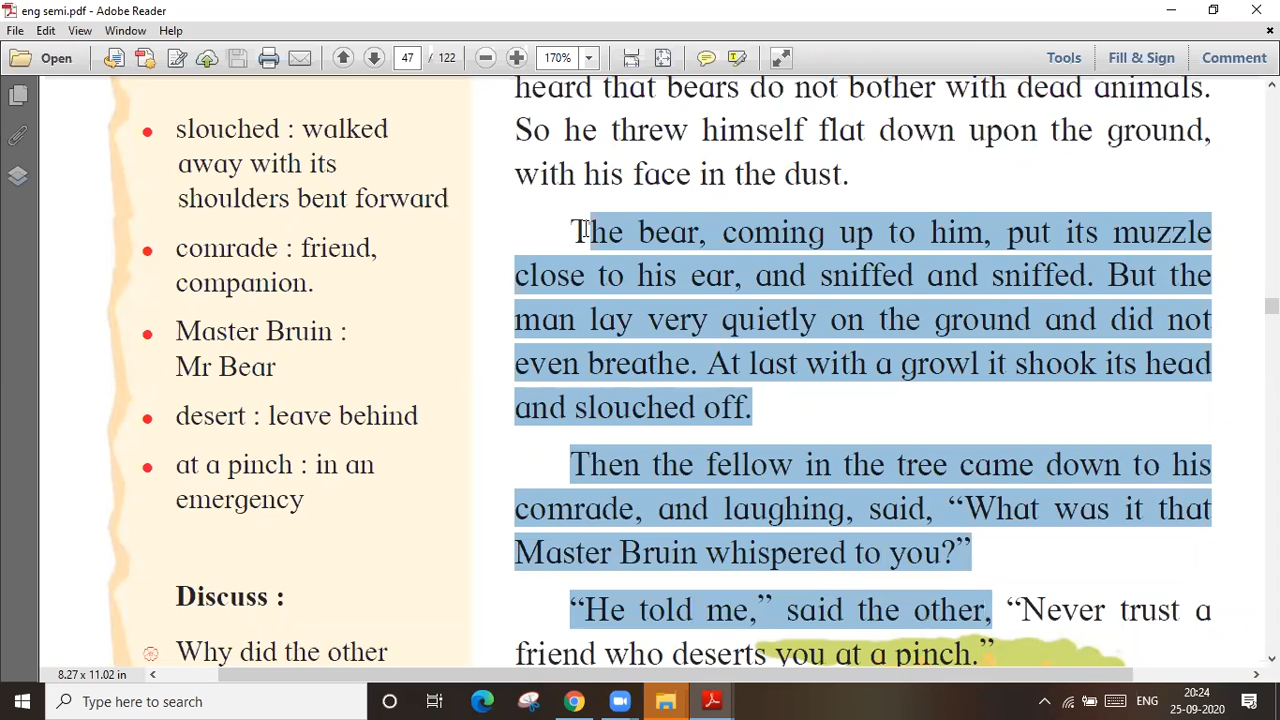 eng semi.pdf - Adobe Reader
File Edit View Window Help
Open 47 / 122 170% Tools Fill & Sign Comment
slouched : walked
away with its
shoulders bent forward
comrade : friend,
companion.
Master Bruin :
Mr Bear
desert : leave behind
at a pinch : in an
emergency
Discuss :
Why did the other
heard that bears do not bother with dead animals.
So he threw himself flat down upon the ground,
with his face in the dust.
The bear, coming up to him, put its muzzle
close to his ear, and sniffed and sniffed. But the
man lay very quietly on the ground and did not
even breathe. At last with a growl it shook its head
and slouched off.
Then the fellow in the tree came down to his
comrade, and laughing, said, “What was it that
Master Bruin whispered to you?”
“He told me,” said the other, “Never trust a
friend who deserts you at a pinch.”
8.27 x 11.02 in
Type here to search
20:24
25-09-2020